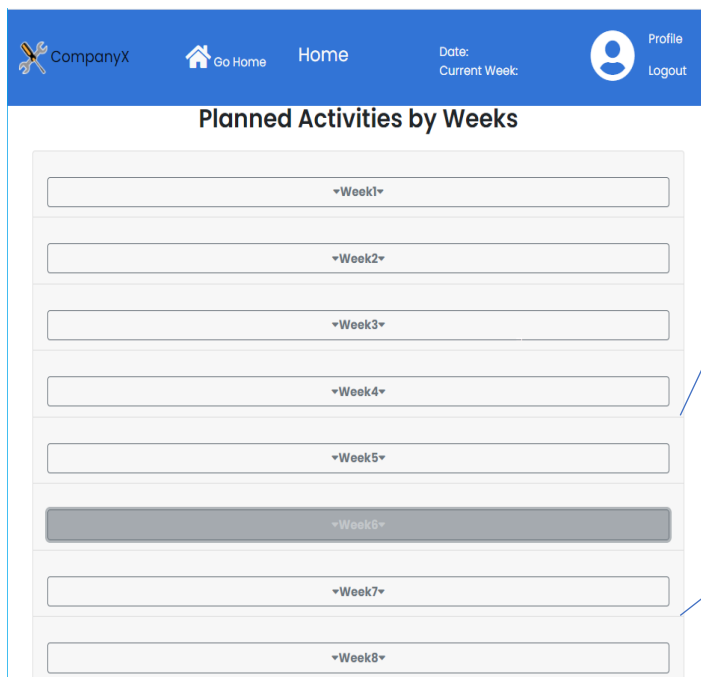 CompanyX
Go Home
Home
Date:
Current Week:
Profile
Logout
Planned Activities by Weeks
Week1
Week2
Week3
Week4
Week5
Week6
Week7
Week8